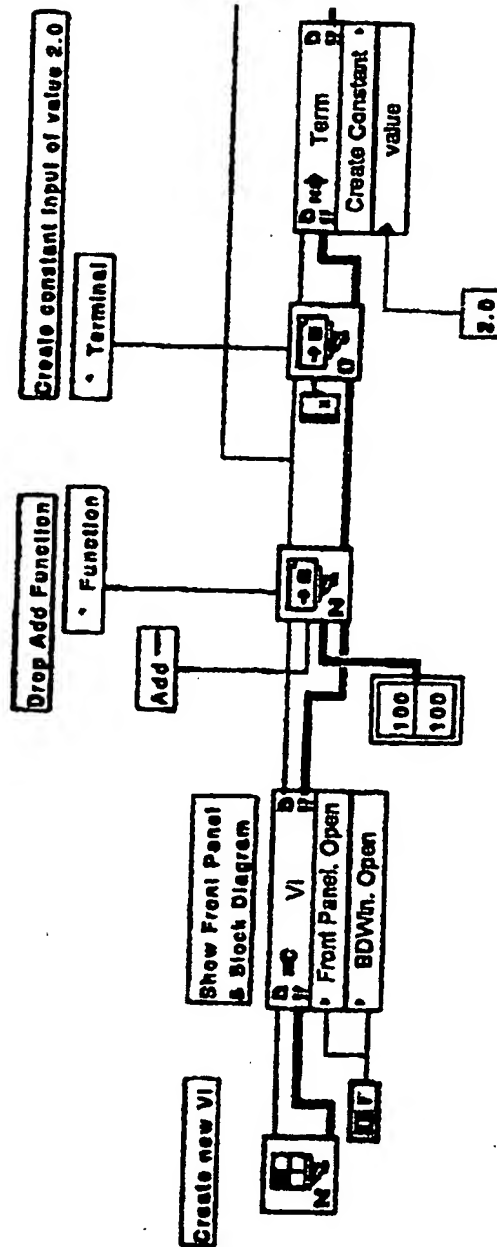 Create new VI
N
Show Front Panel
& Block Diagram
VI
Front Panel. Open
BDWin. Open
Drop Add Function
Function
Add
N
100
100
Create constant input of value 2.0
Terminal
O
Term
Create Constant
value
2.0